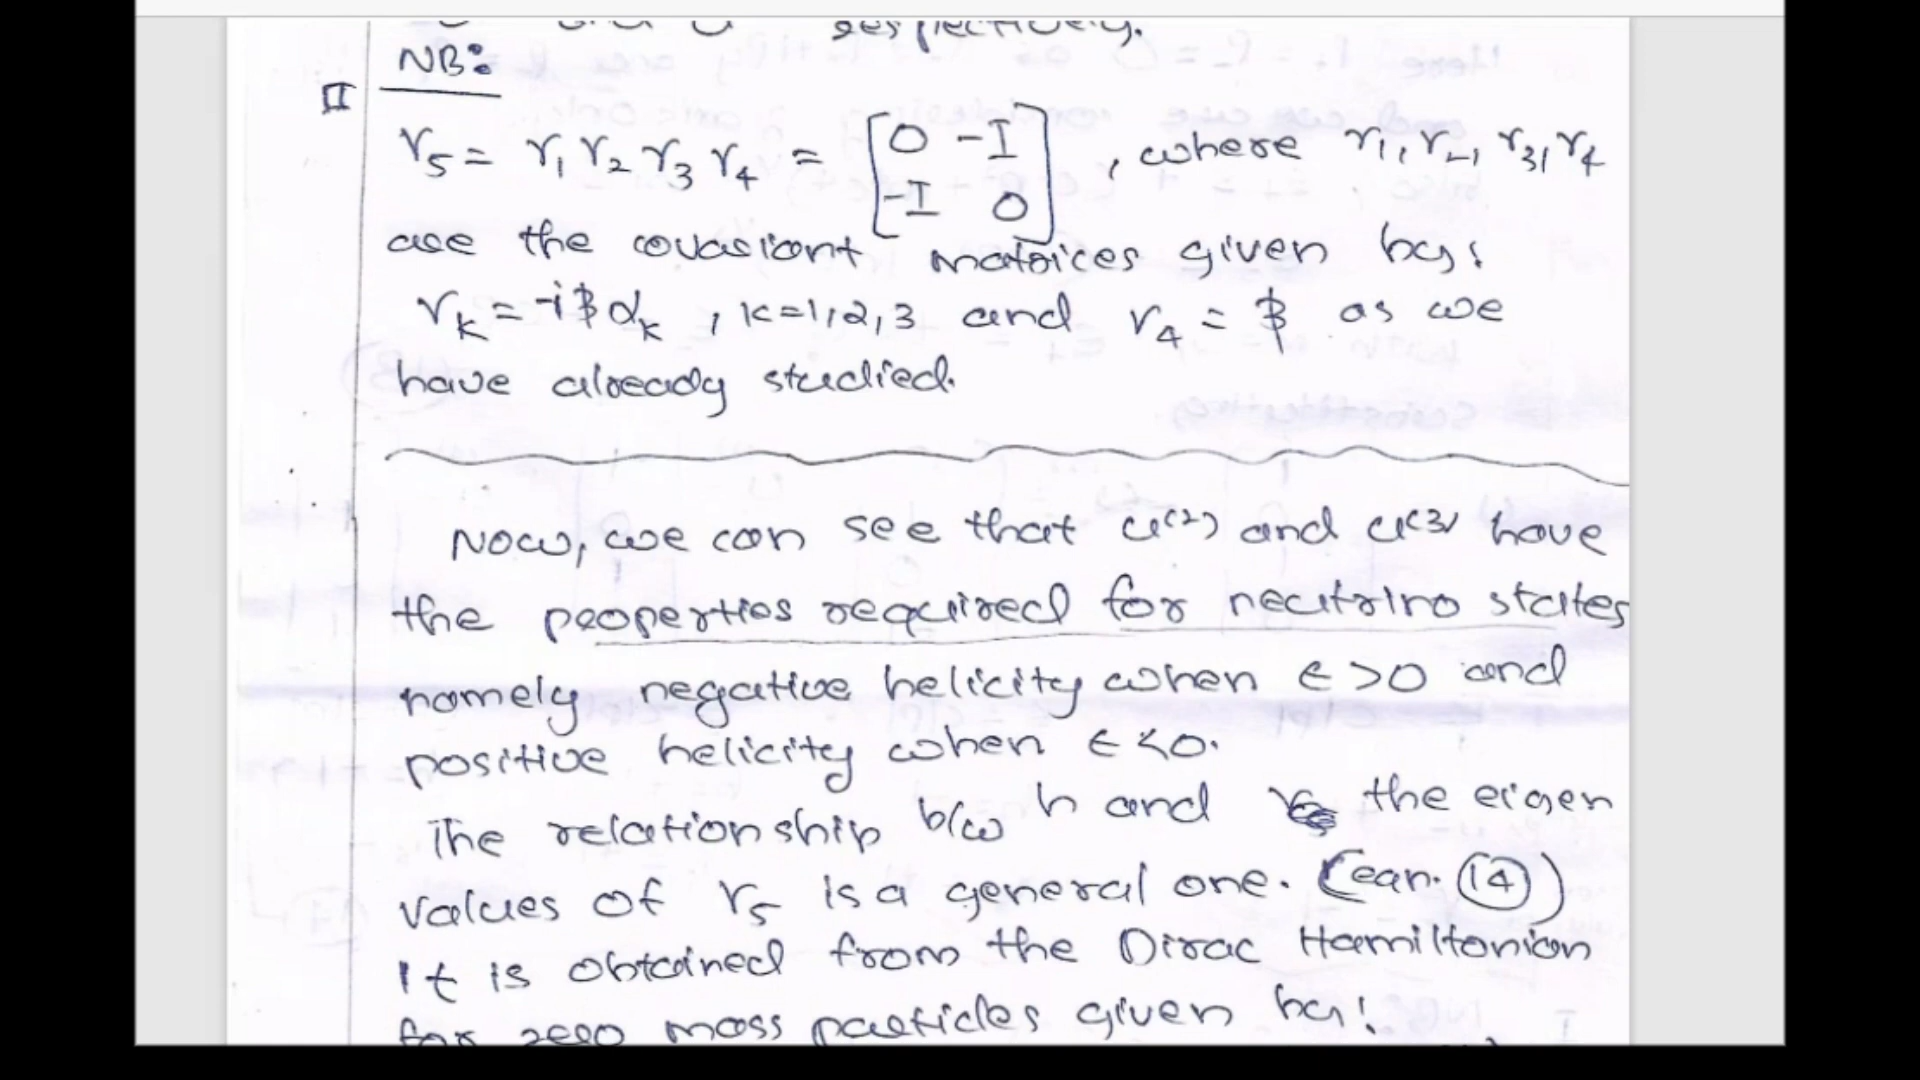 respectively.
NB:
II
γ5 = γ1 γ2 γ3 γ4 = [0 -I; -I 0], where γ1, γ2, γ3, γ4
are the covariant matrices given by:
γk = -iβαk, k=1,2,3 and γ4 = β as we
have already studied.
Now, we can see that u(2) and u(3) have
the properties required for neutrino states
namely negative helicity when ε >0 and
positive helicity when ε <0.
The relationship b/w h and the eigen
values of γ5 is a general one. (eqn. (14))
It is obtained from the Dirac Hamiltonian
for zero mass particles given by: